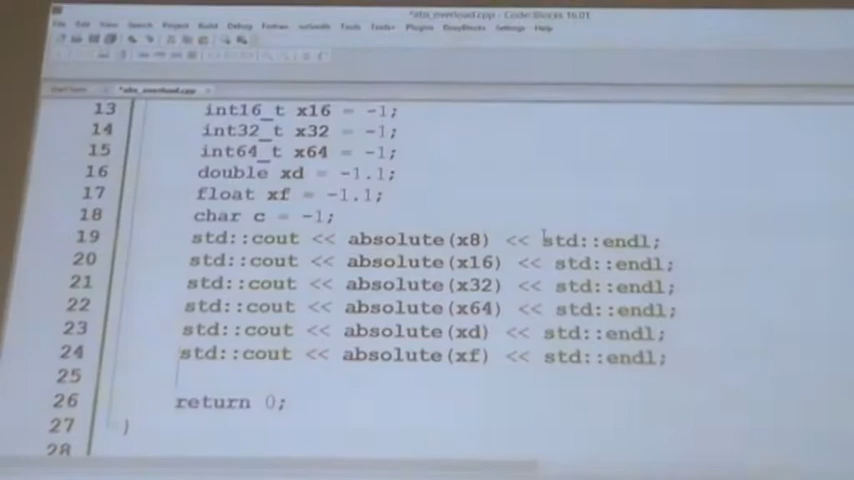 *abs_overload.cpp - Code::Blocks 16.01
File Edit View Search Project Build Debug Fortran wxSmith Tools Tools+ Plugins DoxyBlocks Settings Help
*abs_overload.cpp
13 int16_t x16 = -1;
14 int32_t x32 = -1;
15 int64_t x64 = -1;
16 double xd = -1.1;
17 float xf = -1.1;
18 char c = -1;
19 std::cout << absolute(x8) << std::endl;
20 std::cout << absolute(x16) << std::endl;
21 std::cout << absolute(x32) << std::endl;
22 std::cout << absolute(x64) << std::endl;
23 std::cout << absolute(xd) << std::endl;
24 std::cout << absolute(xf) << std::endl;
25
26 return 0;
27 }
28